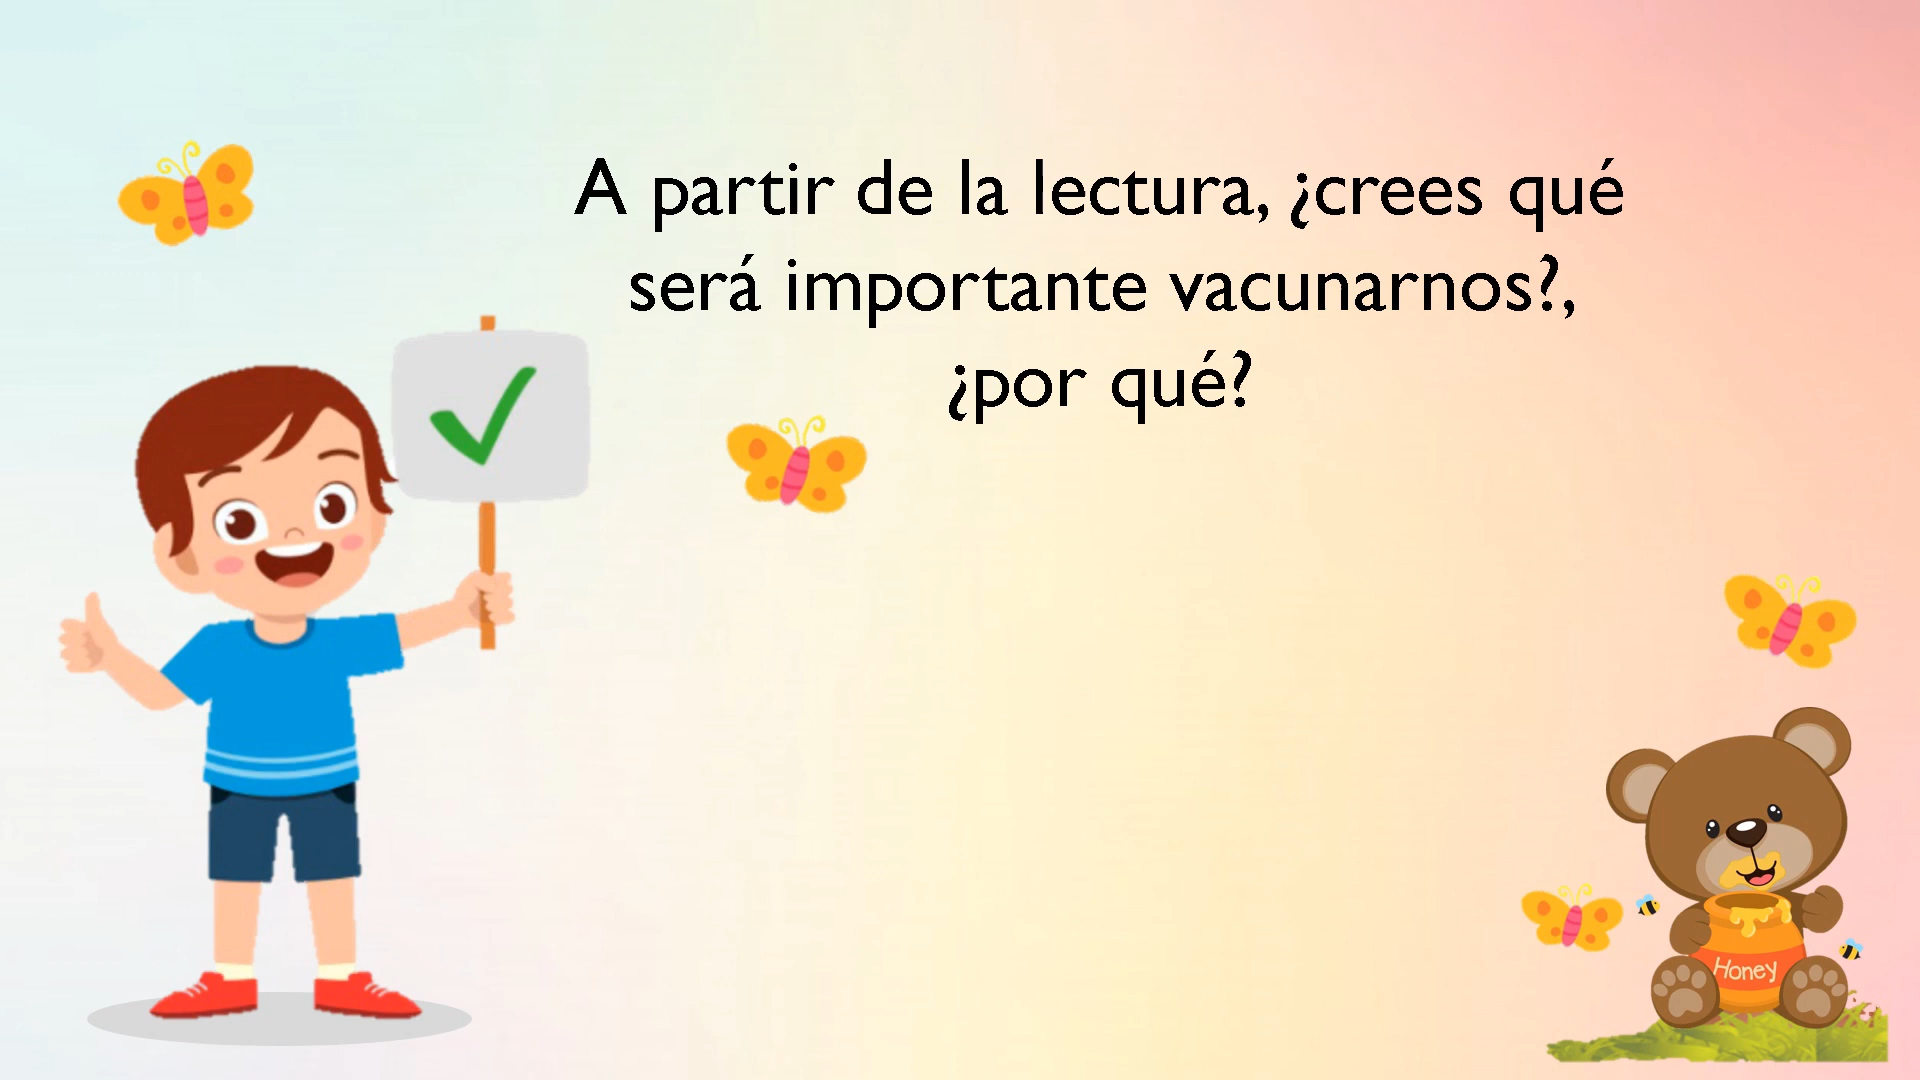 A partir de la lectura, ¿crees qué
será importante vacunarnos?,
¿por qué?
Honey